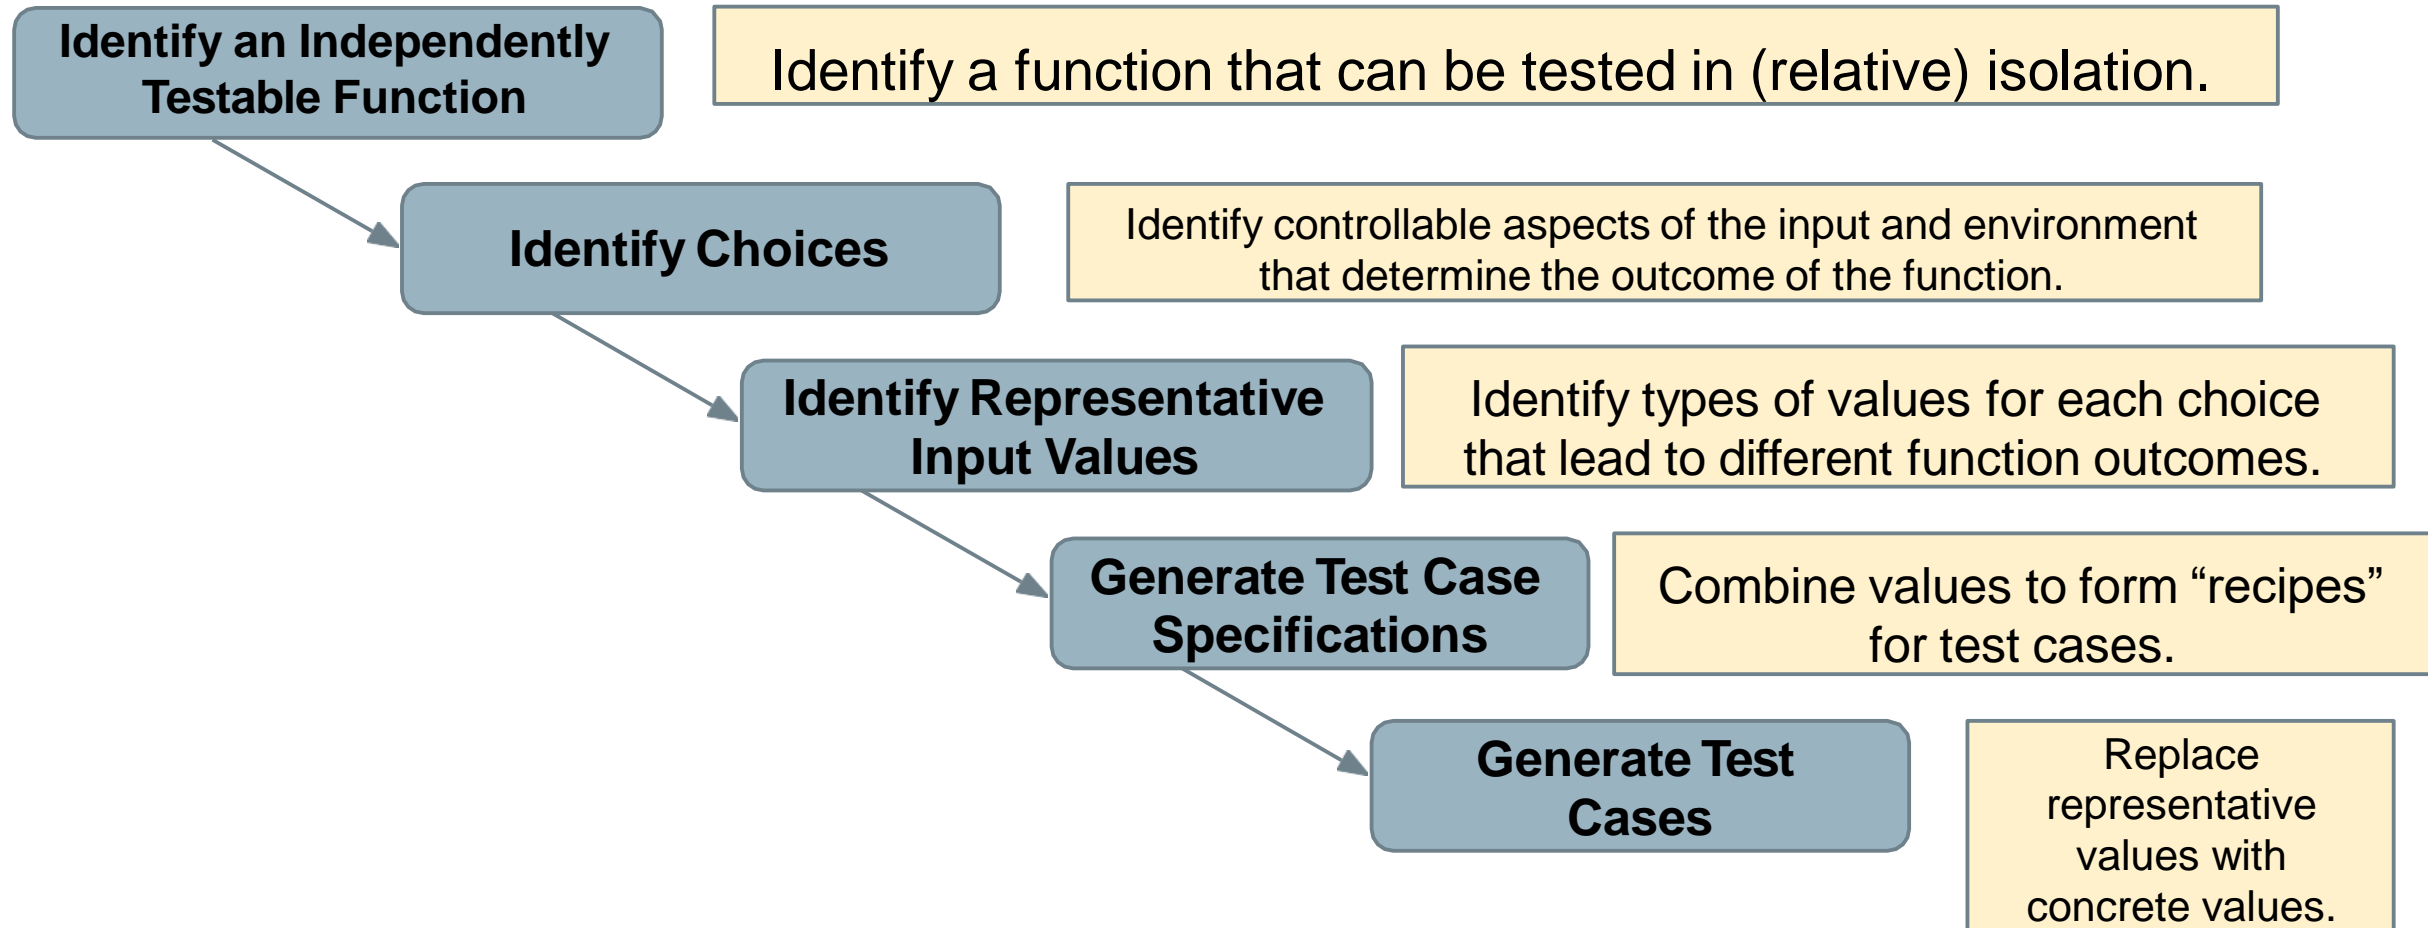 Identify an Independently
Testable Function
Identify a function that can be tested in (relative) isolation.
Identify Choices
Identify controllable aspects of the input and environment
that determine the outcome of the function.
Identify Representative
Input Values
Identify types of values for each choice
that lead to different function outcomes.
Generate Test Case
Specifications
Combine values to form “recipes”
for test cases.
Generate Test
Cases
Replace
representative
values with
concrete values.